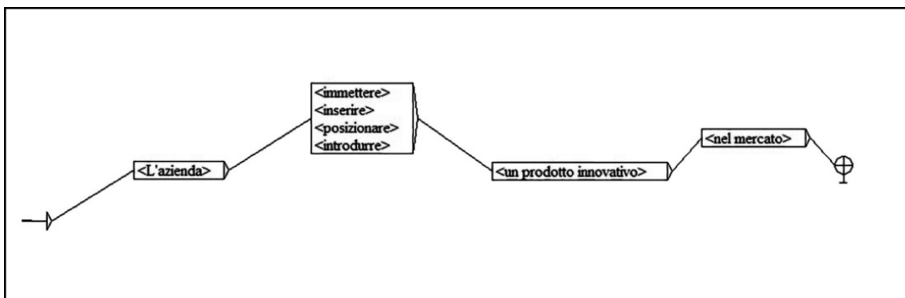 <L'azienda>
<immettere>
<inserire>
<posizionare>
<introdurre>
<un prodotto innovativo>
<nel mercato>